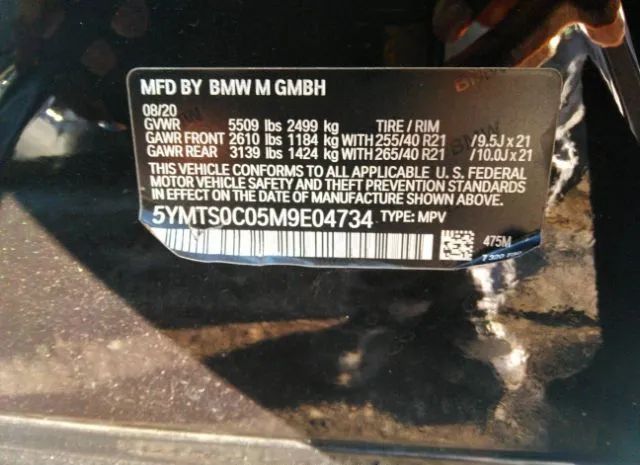 MFD BY BMW M GMBH
08/20
GVWR 5509 lbs 2499 kg TIRE / RIM
GAWR FRONT 2610 lbs 1184 kg WITH 255/40 R21 / 9.5J x 21
GAWR REAR 3139 lbs 1424 kg WITH 265/40 R21 / 10.0J x 21
THIS VEHICLE CONFORMS TO ALL APPLICABLE U. S. FEDERAL
MOTOR VEHICLE SAFETY, BUMPER, AND
THEFT PREVENTION STANDARDS IN EFFECT ON THE
DATE OF MANUFACTURE SHOWN ABOVE.
5YMTS0C05M9E04734 TYPE: MPV
475M